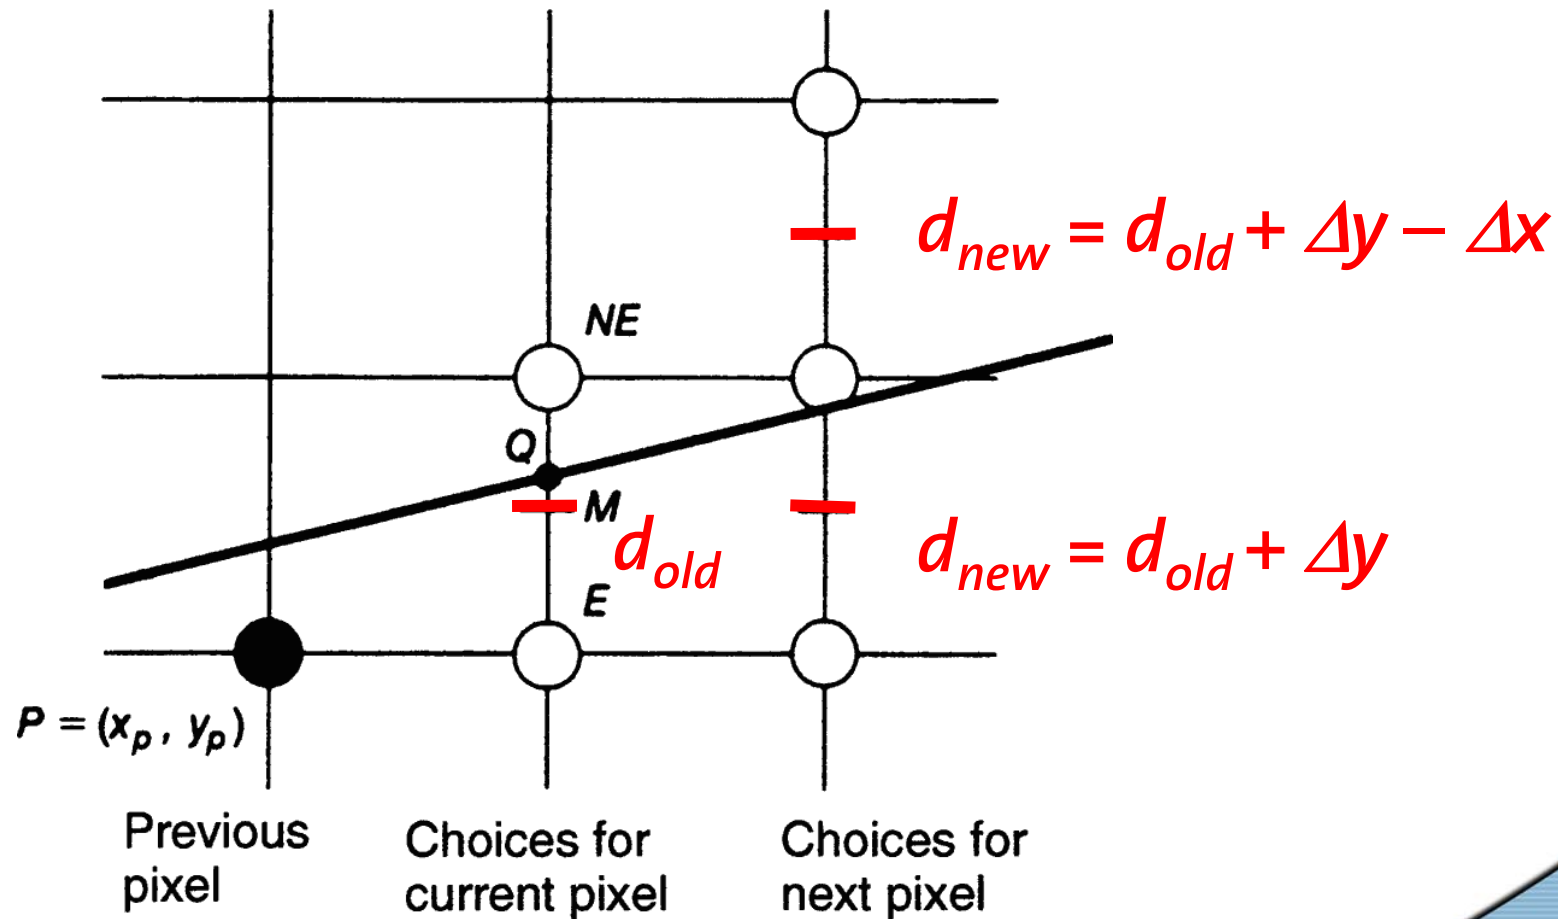 d_new = d_old + Δy − Δx
NE
Q
M
d_old
d_new = d_old + Δy
E
P = (x_p, y_p)
Previous
pixel
Choices for
current pixel
Choices for
next pixel